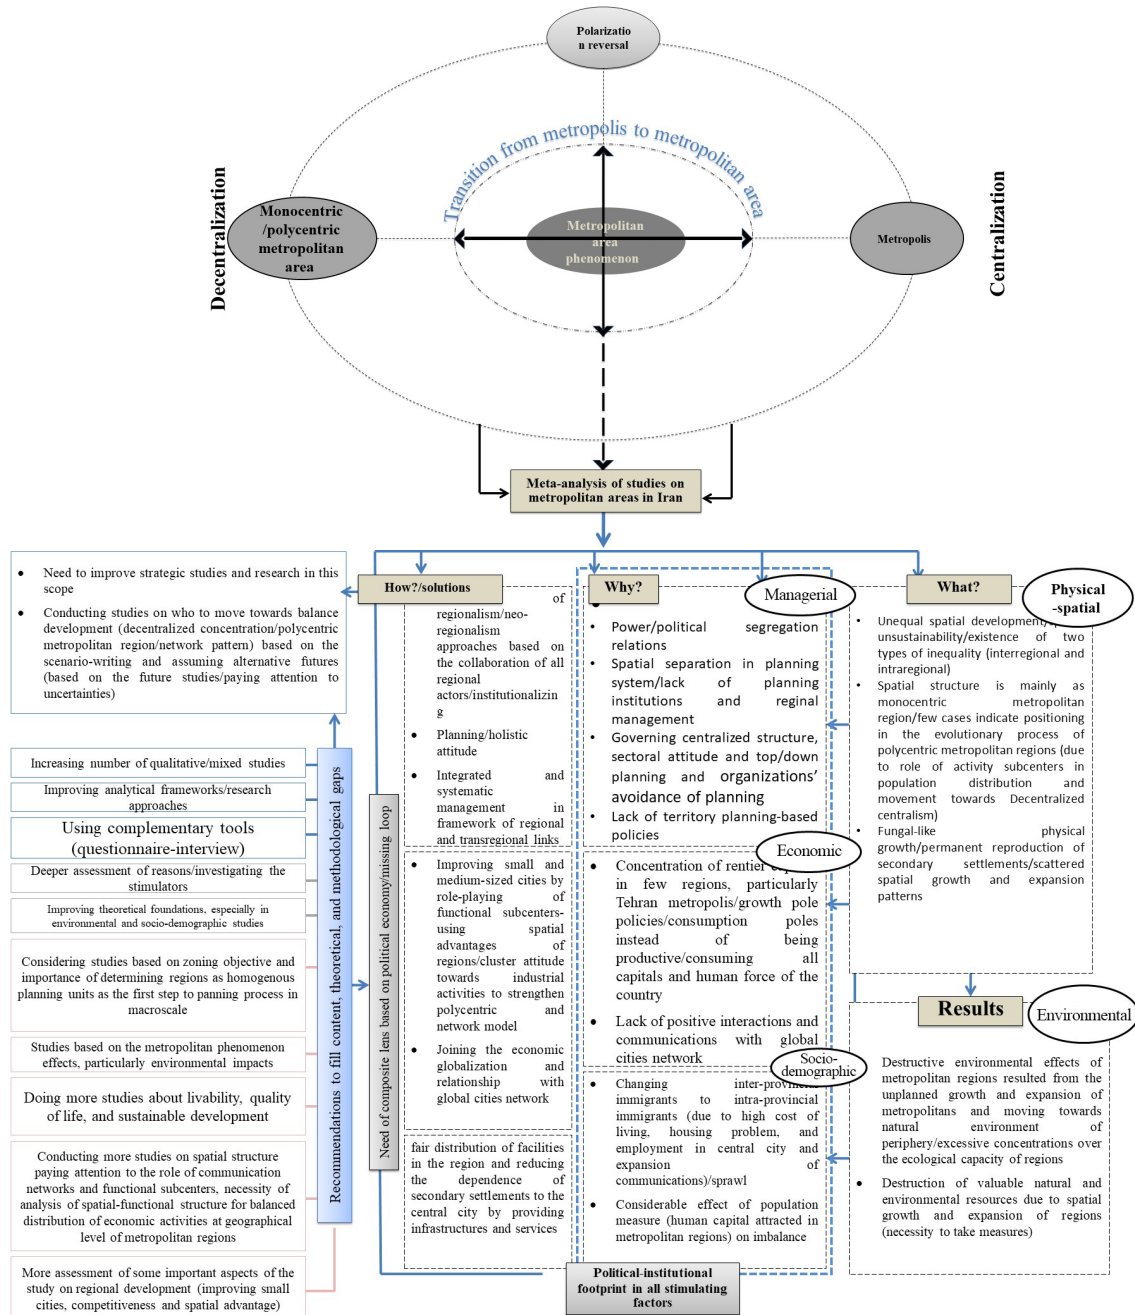 Polarizatio
n reversal
Transition from metropolis to metropolitan area
Decentralization
Monocentric
/polycentric
metropolitan
area
Metropolitan
area
phenomenon
Metropolis
Centralization
Meta-analysis of studies on
metropolitan areas in Iran
How?/solutions
Why?
Managerial
What?
Physical
-spatial
● Need to improve strategic studies and research in this
scope
● Conducting studies on who to move towards balance
development (decentralized concentration/polycentric
metropolitan region/network pattern) based on the
scenario-writing and assuming alternative futures
(based on the future studies/paying attention to
uncertainties)
Increasing number of qualitative/mixed studies
Improving analytical frameworks/research
approaches
Using complementary tools
(questionnaire-interview)
Deeper assessment of reasons/investigating the
stimulators
Improving theoretical foundations, especially in
environmental and socio-demographic studies
Considering studies based on zoning objective and
importance of determining regions as homogenous
planning units as the first step to panning process in
macroscale
Studies based on the metropolitan phenomenon
effects, particularly environmental impacts
Doing more studies about livability, quality
of life, and sustainable development
Conducting more studies on spatial structure
paying attention to the role of communication
networks and functional subcenters, necessity of
analysis of spatial-functional structure for balanced
distribution of economic activities at geographical
level of metropolitan regions
More assessment of some important aspects of the
study on regional development (improving small
cities, competitiveness and spatial advantage)
Recommendations to fill content, theoretical, and methodological gaps
Need of composite lens based on political economy/missing loop
of
regionalism/neo-
regionalism
approaches based on
the collaboration of all
regional
actors/institutionalizin
g
● Planning/holistic
attitude
● Integrated and
systematic
management in
framework of regional
and transregional links
● Improving small and
medium-sized cities by
role-playing of
functional subcenters-
using spatial
advantages of
regions/cluster attitude
towards industrial
activities to strengthen
polycentric and
network model
● Joining the economic
globalization and
relationship with
global cities network
fair distribution of facilities
in the region and reducing
the dependence of
secondary settlements to the
central city by providing
infrastructures and services
●
• Power/political segregation
relations
• Spatial separation in planning
system/lack of planning
institutions and reginal
management
• Governing centralized structure,
sectoral attitude and top/down
planning and organizations’
avoidance of planning
• Lack of territory planning-based
policies
Economic
● Concentration of rentier
in few regions, particularly
Tehran metropolis/growth pole
policies/consumption poles
instead of being
productive/consuming all
capitals and human force of the
country
● Lack of positive interactions and
communications with global
cities network
Socio-
demographic
● Changing inter-provincial
immigrants to intra-provincial
immigrants (due to high cost of
living, housing problem, and
employment in central city and
expansion of
communications)/sprawl
● Considerable effect of population
measure (human capital attracted in
metropolitan regions) on imbalance
Political-institutional
footprint in all stimulating
factors
● Unequal spatial development/
unsustainability/existence of two
types of inequality (interregional and
intraregional)
● Spatial structure is mainly as
monocentric metropolitan
region/few cases indicate positioning
in the evolutionary process of
polycentric metropolitan regions (due
to role of activity subcenters in
population distribution and
movement towards Decentralized
centralism)
● Fungal-like physical
growth/permanent reproduction of
secondary settlements/scattered
spatial growth and expansion
patterns
Results
Environmental
Destructive environmental effects of
metropolitan regions resulted from the
unplanned growth and expansion of
metropolitans and moving towards
natural environment of
periphery/excessive concentrations over
the ecological capacity of regions
● Destruction of valuable natural and
environmental resources due to spatial
growth and expansion of regions
(necessity to take measures)